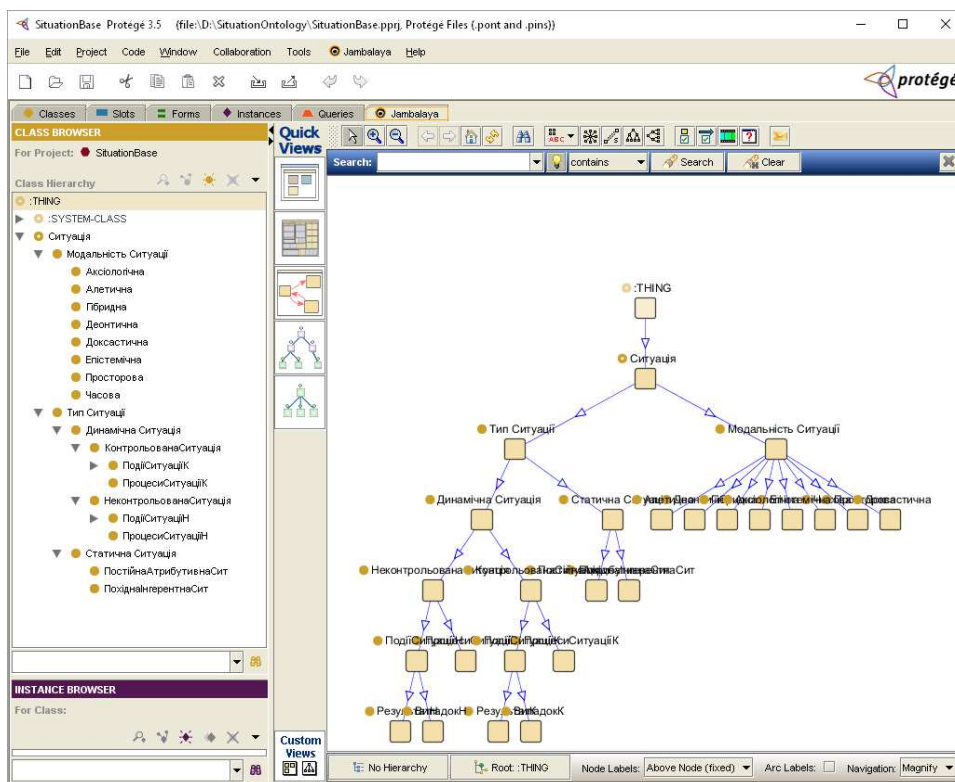 SituationBase Protégé 3.5 (file:\D:\SituationOntology\SituationBase.pprj, Protégé Files (.pont and .pins))
File Edit Project Code Window Collaboration Tools Jambalaya Help
protégé
Classes Slots Forms Instances Queries Jambalaya
CLASS BROWSER
For Project: SituationBase
Class Hierarchy
:THING
:SYSTEM-CLASS
Ситуація
Модальність Ситуації
Аксіологічна
Алетична
Гібридна
Деонтична
Доксастична
Епістемічна
Просторова
Часова
Тип Ситуації
Динамічна Ситуація
КонтрольованаСитуація
ПодіїСитуаціїК
ПроцесиСитуаціїК
НеконтрольованаСитуація
ПодіїСитуаціїН
ПроцесиСитуаціїН
Статична Ситуація
ПостійнаАтрибутивнаСит
ПохіднаІнгерентнаСит
INSTANCE BROWSER
For Class:
Quick
Views
Custom
Views
ABC
Search: contains Search Clear
:THING
Ситуація
Тип Ситуації Модальність Ситуації
Динамічна Ситуація Статична
No Hierarchy Root: :THING Node Labels: Above Node (fixed) Arc Labels: Navigation: Magnify